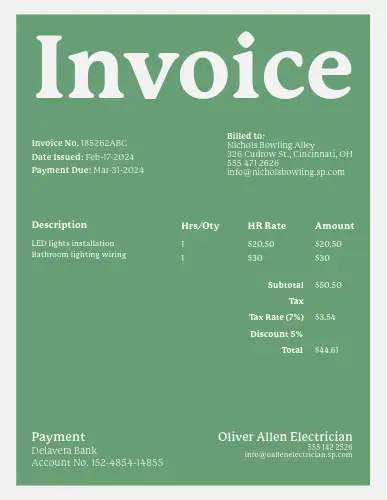 Invoice
Invoice No. 185262ABC
Date Issued: Feb-17-2024
Payment Due: Mar-31-2024
Billed to:
Nichols Bowling Alley
326 Cudrow St., Cincinnati, OH
555 471 2626
info@nicholsbowling.sp.com
Description Hrs/Qty HR Rate Amount
LED lights installation 1 $20.50 $20.50
Bathroom lighting wiring 1 $30 $30
Subtotal $50.50
Tax
Tax Rate (7%) $3.54
Discount 5%
Total $44.61
Payment
Delavera Bank
Account No. 152-4854-14855
Oliver Allen Electrician
555 142 2526
info@oallenelectrician.sp.com